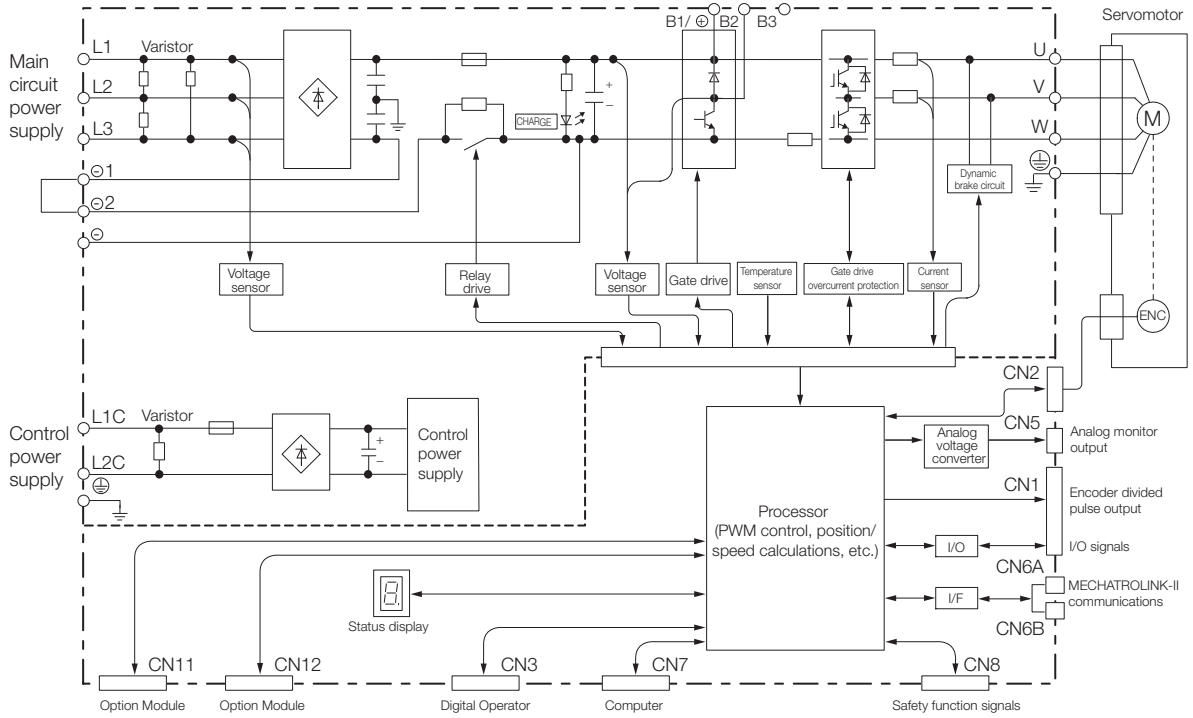 B1/ ⊕ B2 B3
Servomotor
Main
circuit
power
supply
L1
Varistor
L2
L3
⊖1
⊖2
⊖
CHARGE
+
−
U
V
W
M
Dynamic
brake circuit
Voltage
sensor
Relay
drive
Voltage
sensor
Gate drive
Temperature
sensor
Gate drive
overcurrent protection
Current
sensor
ENC
Control
power
supply
L1C
Varistor
L2C
+
−
Control
power
supply
Processor
(PWM control, position/
speed calculations, etc.)
CN2
CN5
Analog
voltage
converter
Analog monitor
output
CN1
Encoder divided
pulse output
I/O
I/O signals
CN6A
I/F
MECHATROLINK-II
communications
CN6B
8.
Status display
CN11
CN12
CN3
CN7
CN8
Option Module
Option Module
Digital Operator
Computer
Safety function signals